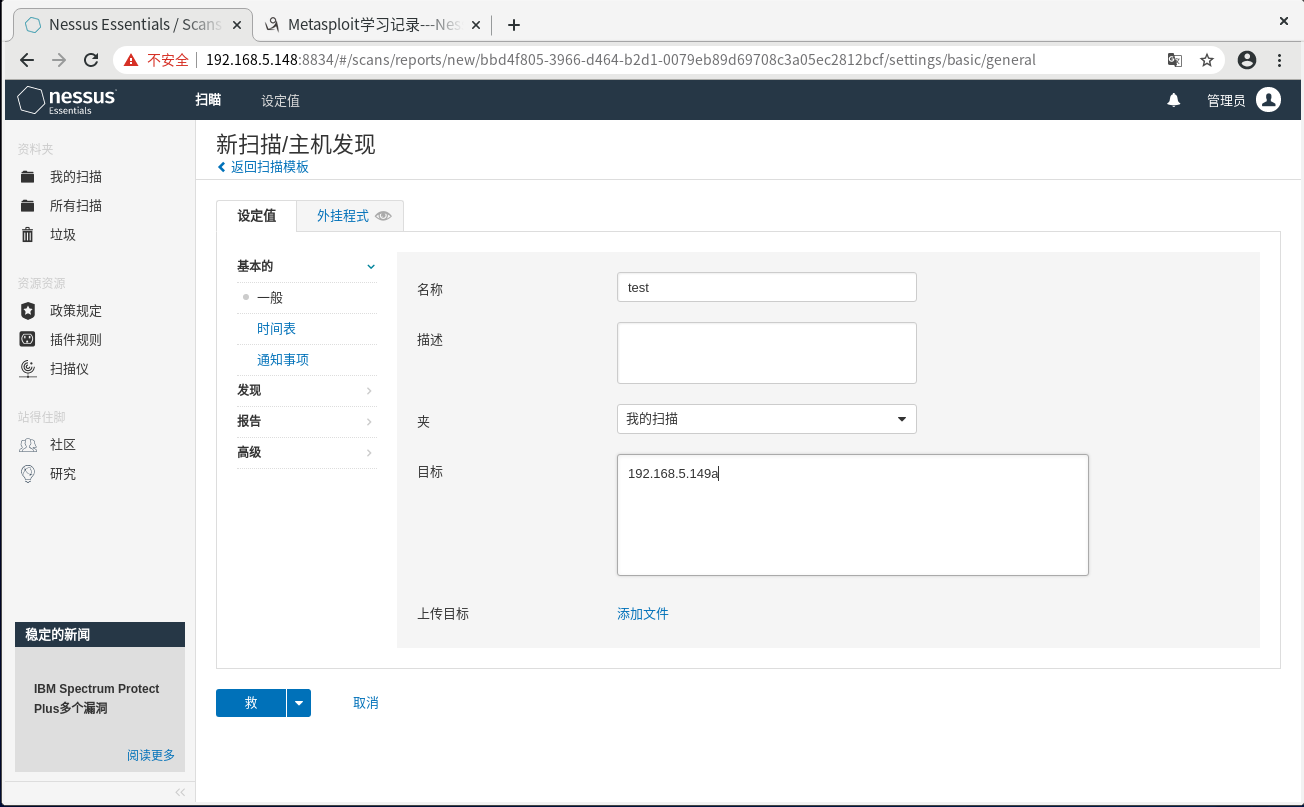 Nessus Essentials / Scans
Metasploit学习记录---Nes
不安全
192.168.5.148:8834/#/scans/reports/new/bbd4f805-3966-d464-b2d1-0079eb89d69708c3a05ec2812bcf/settings/basic/general
nessus
Essentials
扫瞄
设定值
管理员
资料夹
我的扫描
所有扫描
垃圾
资源资源
政策规定
插件规则
扫描仪
站得住脚
社区
研究
稳定的新闻
IBM Spectrum Protect
Plus多个漏洞
阅读更多
新扫描/主机发现
返回扫描模板
设定值
外挂程式
基本的
一般
时间表
通知事项
发现
报告
高级
名称
test
描述
夹
我的扫描
目标
192.168.5.149a
上传目标
添加文件
救
取消